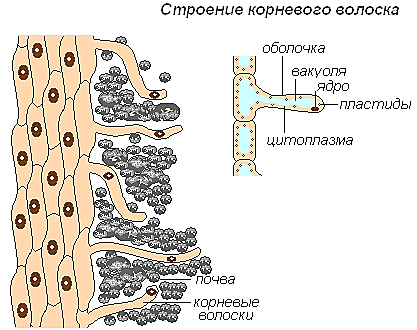 Строение корневого волоска
оболочка
вакуоля
ядро
пластиды
цитоплазма
почва
корневые
волоски